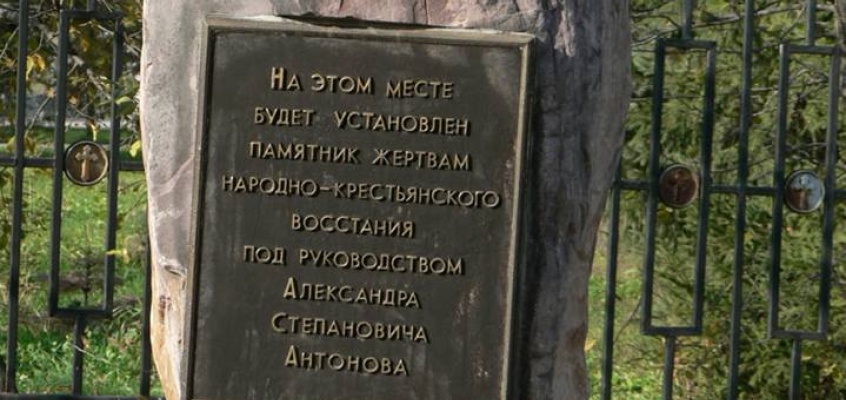 На этом месте
будет установлен
памятник жертвам
народно-крестьянского
восстания
под руководством
Александра
Степановича
Антонова